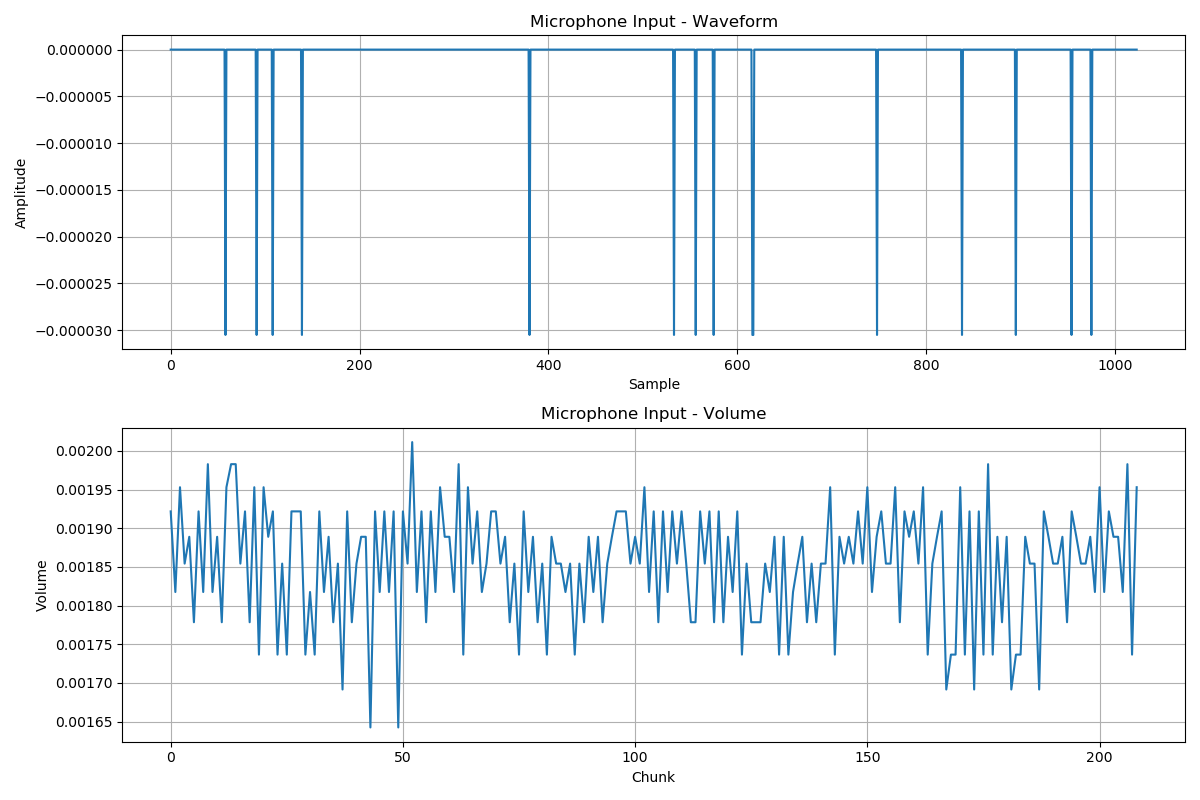 Microphone Input - Waveform
0.000000
−0.000005
−0.000010
−0.000015
−0.000020
−0.000025
−0.000030
Amplitude
0 200 400 600 800 1000
Sample
Microphone Input - Volume
0.00200
0.00195
0.00190
0.00185
0.00180
0.00175
0.00170
0.00165
Volume
0 50 100 150 200
Chunk